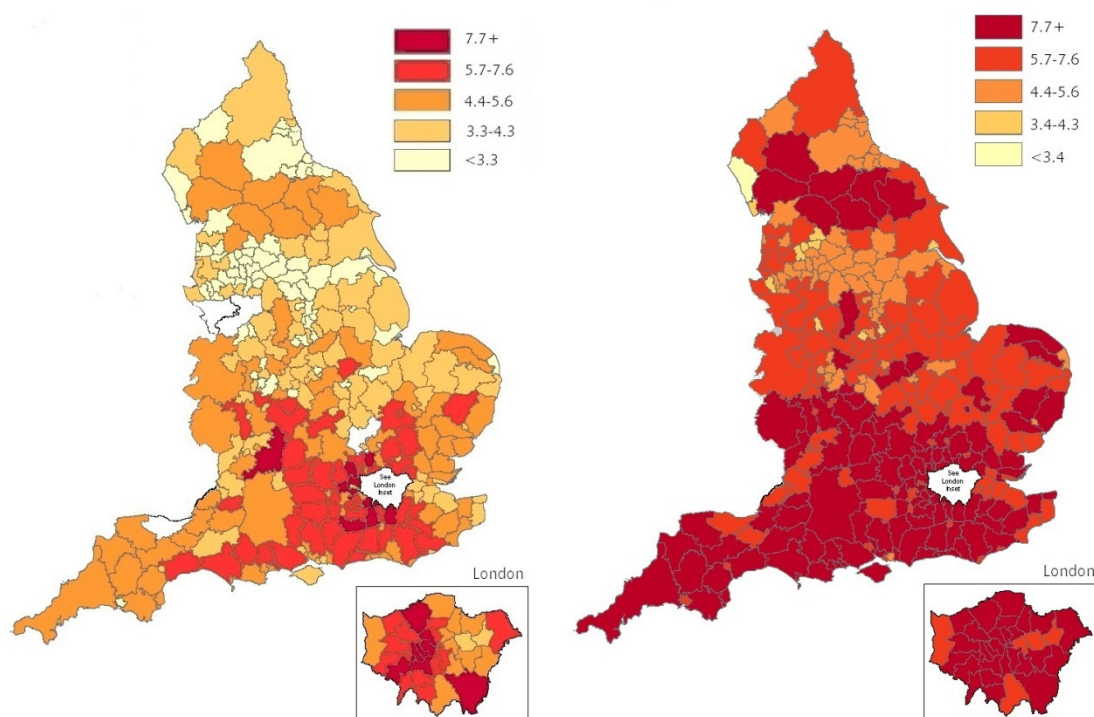 7.7+
5.7-7.6
4.4-5.6
3.3-4.3
<3.3
See
London
Inset
London
7.7+
5.7-7.6
4.4-5.6
3.4-4.3
<3.4
See
London
Inset
London